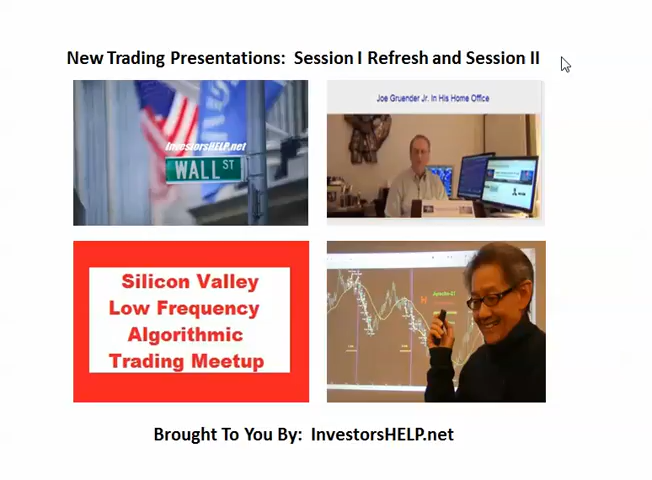 New Trading Presentations:  Session I Refresh and Session II
InvestorsHELP.net
WALL ST
Joe Gruender Jr. In His Home Office
Silicon Valley
Low Frequency
Algorithmic
Trading Meetup
Brought To You By:  InvestorsHELP.net